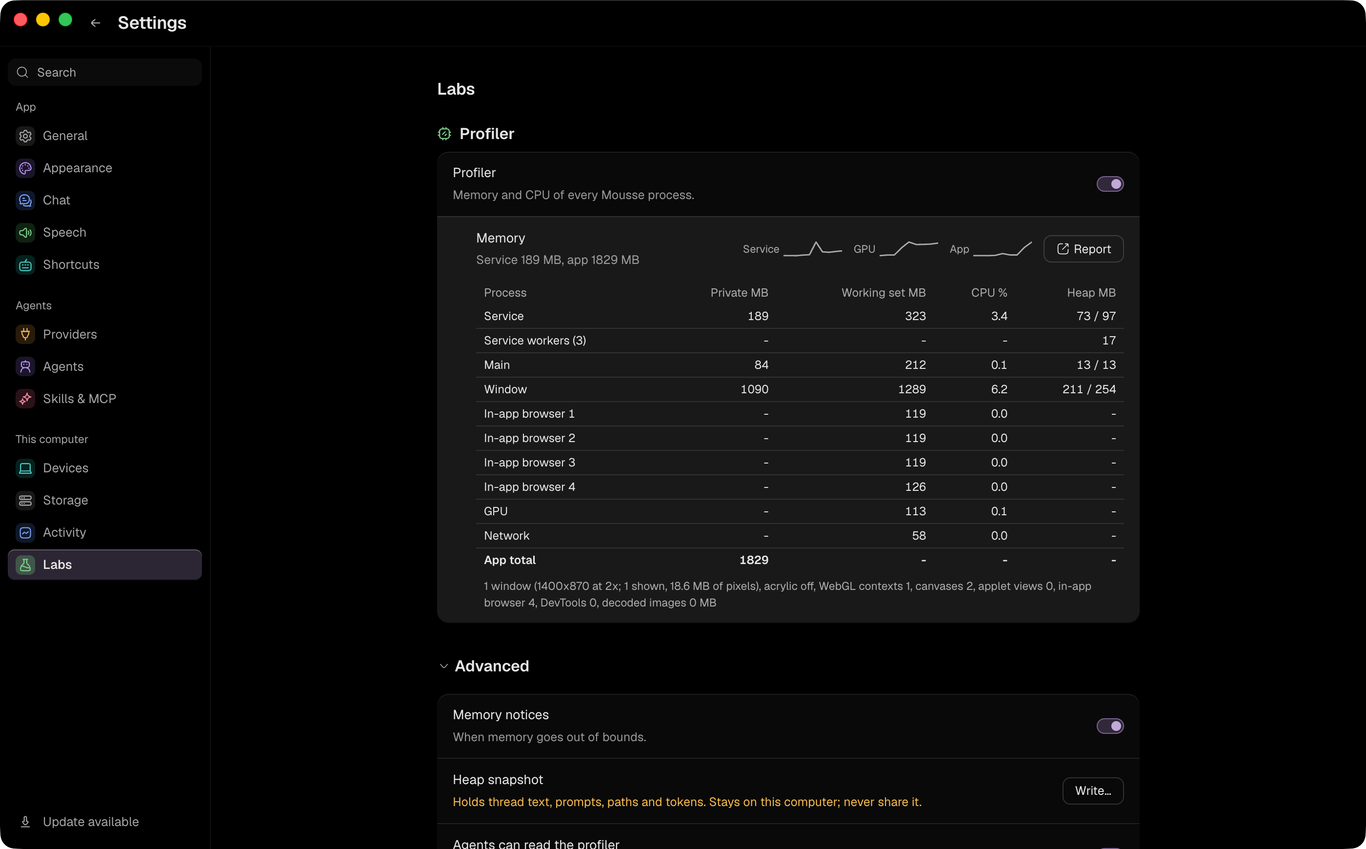 Settings
Search
App
General
Appearance
Chat
Speech
Shortcuts
Agents
Providers
Agents
Skills & MCP
This computer
Devices
Storage
Activity
Labs
Update available
Labs
Profiler
Profiler
Memory and CPU of every Mousse process.
Memory
Service 189 MB, app 1829 MB
Service GPU App Report
Process Private MB Working set MB CPU % Heap MB
Service 189 323 3.4 73 / 97
Service workers (3) - - - 17
Main 84 212 0.1 13 / 13
Window 1090 1289 6.2 211 / 254
In-app browser 1 - 119 0.0 -
In-app browser 2 - 119 0.0 -
In-app browser 3 - 119 0.0 -
In-app browser 4 - 126 0.0 -
GPU - 113 0.1 -
Network - 58 0.0 -
App total 1829 - - -
1 window (1400x870 at 2x; 1 shown, 18.6 MB of pixels), acrylic off, WebGL contexts 1, canvases 2, applet views 0, in-app
browser 4, DevTools 0, decoded images 0 MB
Advanced
Memory notices
When memory goes out of bounds.
Heap snapshot
Holds thread text, prompts, paths and tokens. Stays on this computer; never share it.
Write...
Agents can read the profiler